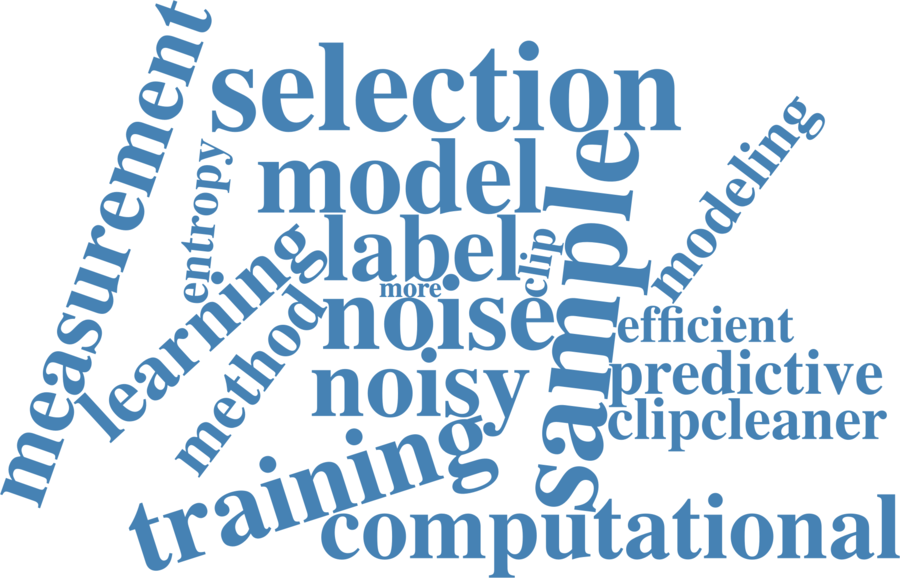 measurement
selection
entropy
model
sample
modeling
learning
label
clip
more
method
noise
efficient
noisy
predictive
clipcleaner
training
computational